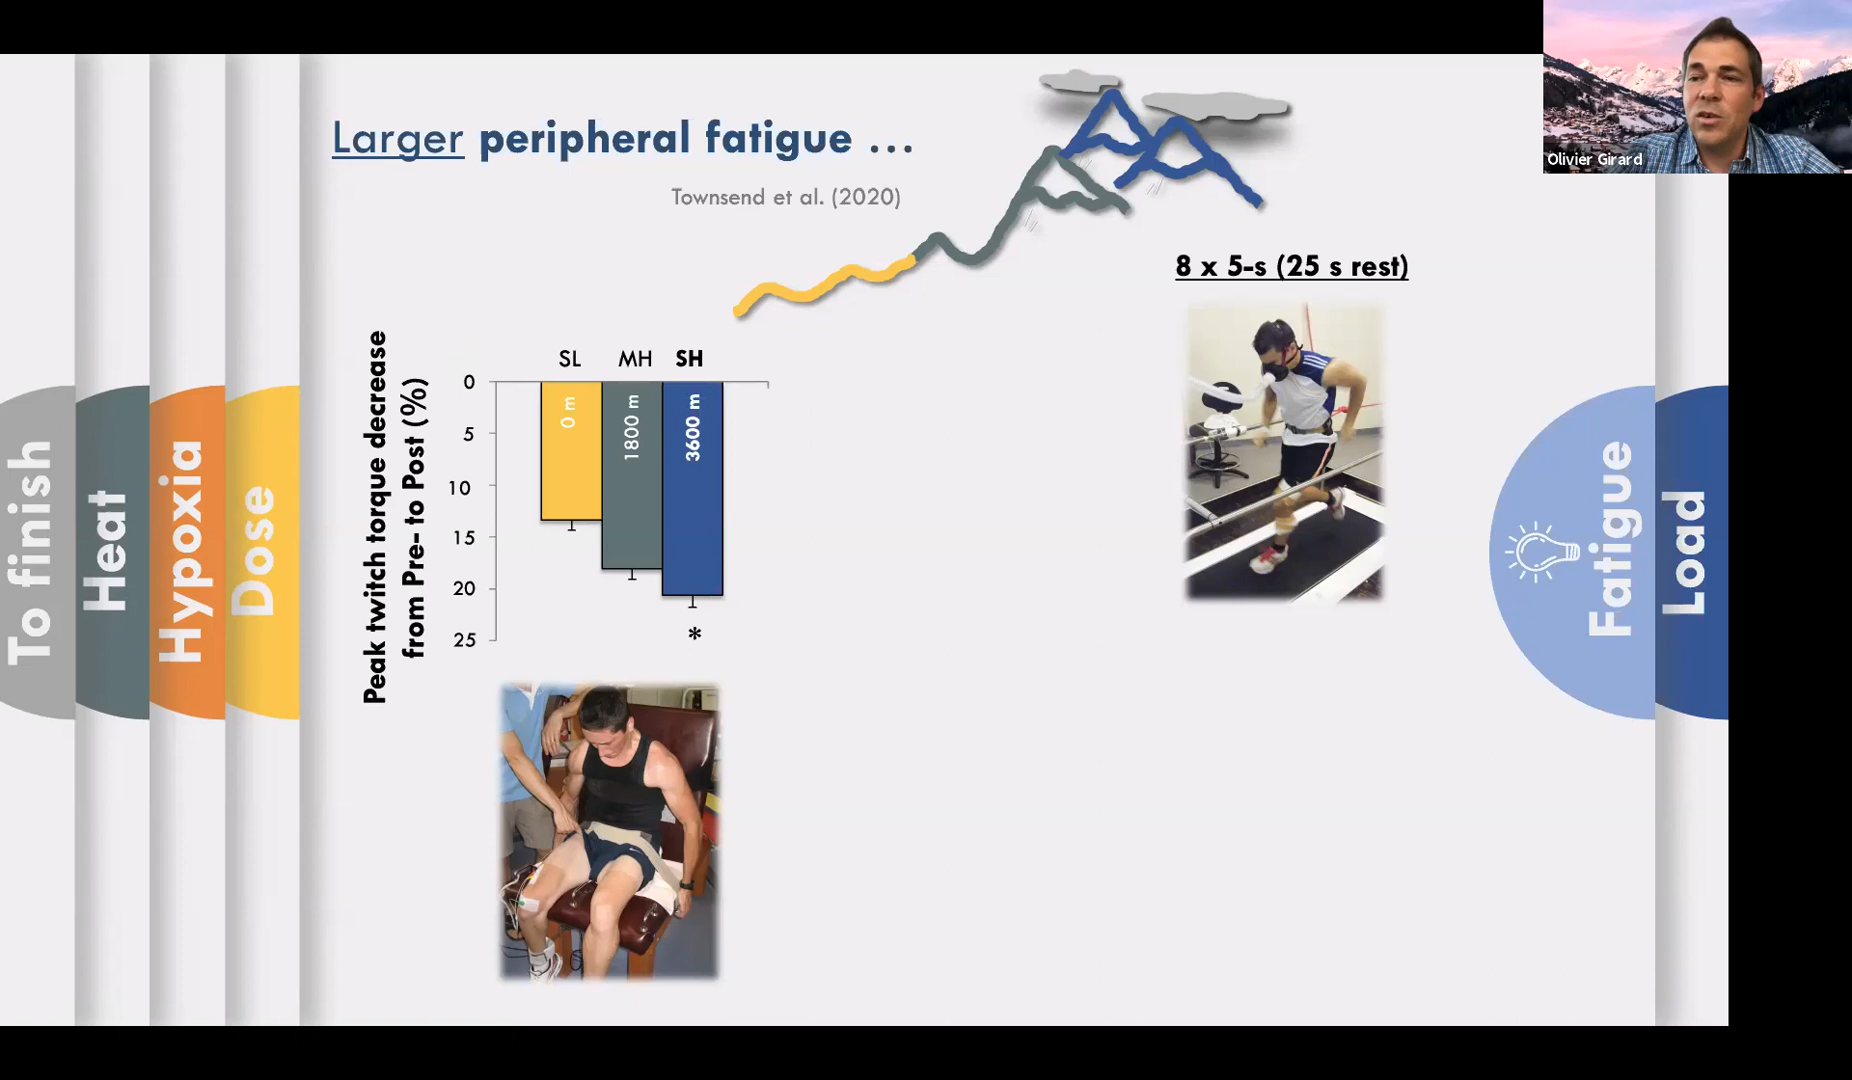 Larger peripheral fatigue ...
Townsend et al. (2020)
Olivier Girard
8 x 5-s (25 s rest)
Peak twitch torque decrease
from Pre- to Post (%)
SL MH SH
0
5
10
15
20
25
0 m
1800 m
3600 m
*
To finish
Heat
Hypoxia
Dose
Fatigue
Load